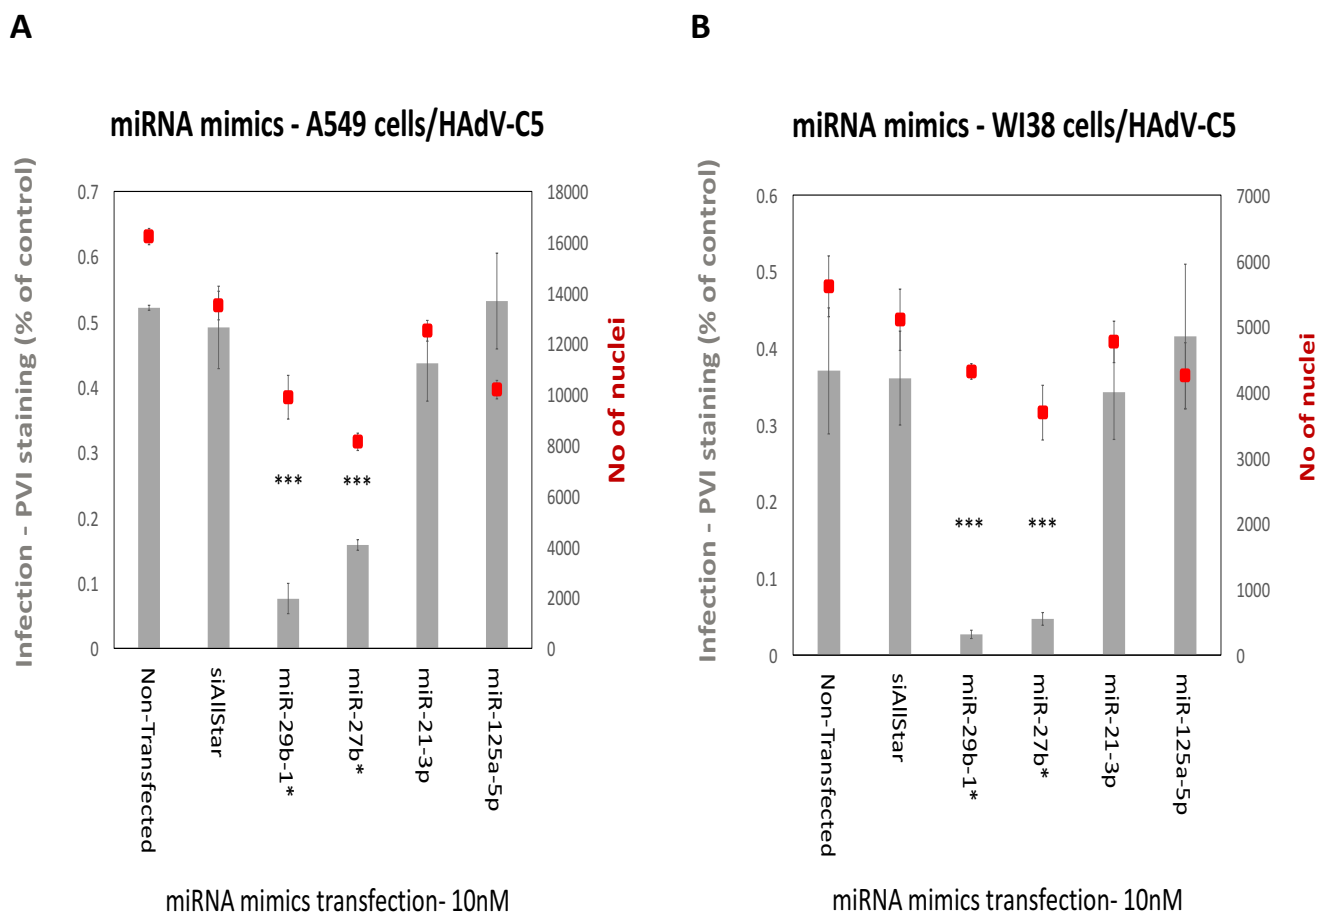 A
miRNA mimics - A549 cells/HAdV-C5
Infection - PVI staining (% of control)
0.7
0.6
0.5
0.4
0.3
0.2
0.1
0
18000
16000
14000
12000
10000
8000
6000
4000
2000
0
No of nuclei
***
***
Non-Transfected
siAllStar
miR-29b-1*
miR-27b*
miR-21-3p
miR-125a-5p
miRNA mimics transfection- 10nM
B
miRNA mimics - WI38 cells/HAdV-C5
Infection - PVI staining (% of control)
0.6
0.5
0.4
0.3
0.2
0.1
0
7000
6000
5000
4000
3000
2000
1000
0
No of nuclei
***
***
Non-Transfected
siAllStar
miR-29b-1*
miR-27b*
miR-21-3p
miR-125a-5p
miRNA mimics transfection- 10nM